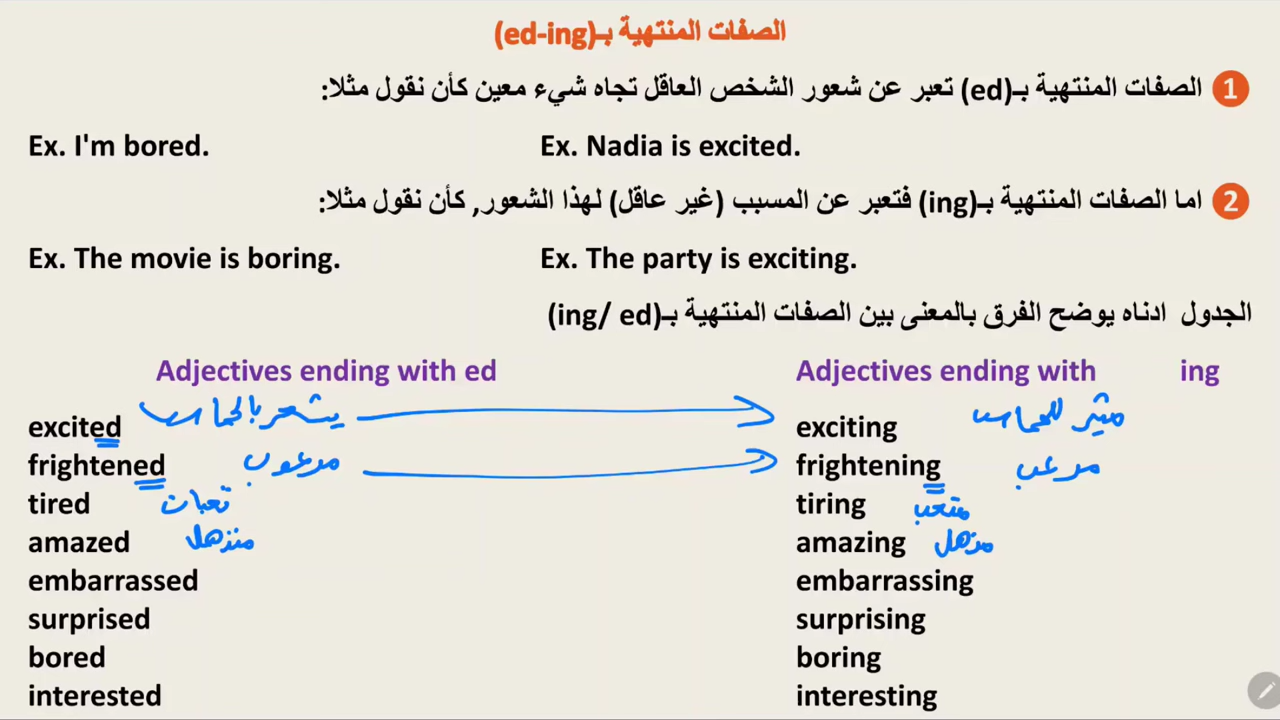 الصفات المنتهية بـ(ed-ing)
1 الصفات المنتهية بـ(ed) تعبر عن شعور الشخص العاقل تجاه شيء معين كأن نقول مثلا:
Ex. I'm bored. Ex. Nadia is excited.
2 اما الصفات المنتهية بـ(ing) فتعبر عن المسبب (غير عاقل) لهذا الشعور, كأن نقول مثلا:
Ex. The movie is boring. Ex. The party is exciting.
الجدول ادناه يوضح الفرق بالمعنى بين الصفات المنتهية بـ(ing/ ed)
Adjectives ending with ed Adjectives ending with ing
excited يشعر بالحماس exciting مثير للحماس
frightened مرعوب frightening مرعب
tired تعبان tiring متعب
amazed منذهل amazing مذهل
embarrassed embarrassing
surprised surprising
bored boring
interested interesting